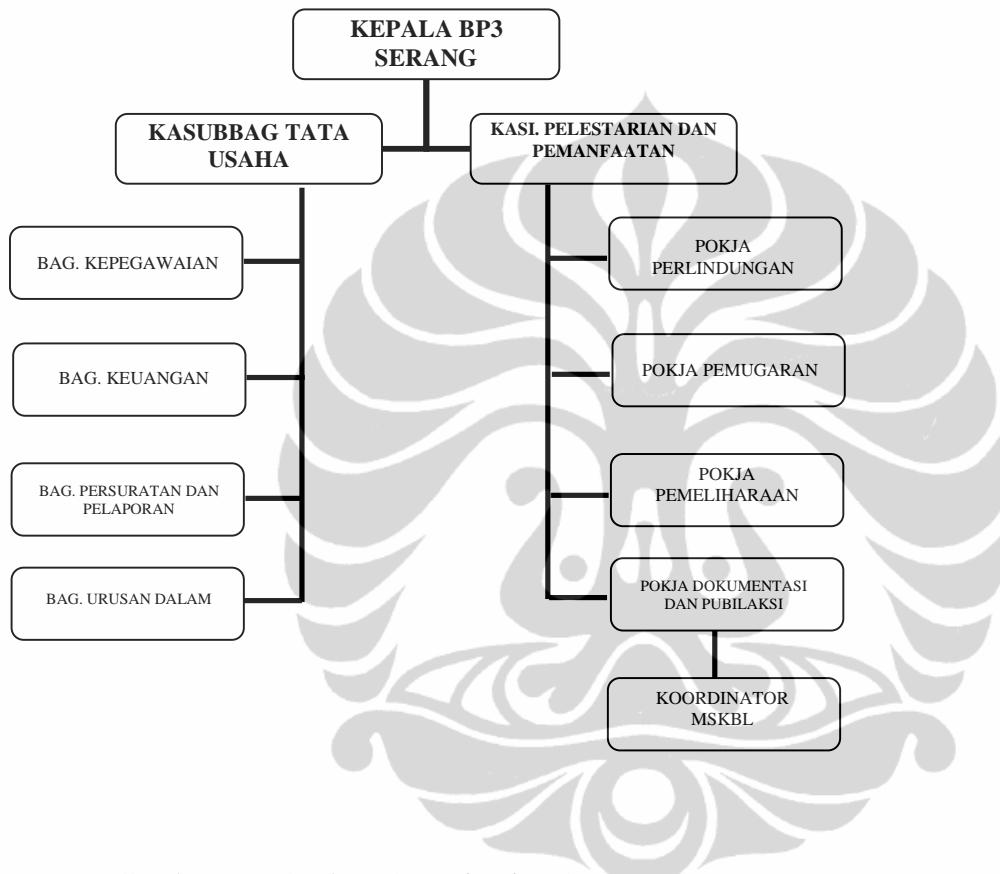 KEPALA BP3
SERANG
KASUBBAG TATA
USAHA
KASI. PELESTARIAN DAN
PEMANFAATAN
BAG. KEPEGAWAIAN
BAG. KEUANGAN
BAG. PERSURATAN DAN
PELAPORAN
BAG. URUSAN DALAM
POKJA
PERLINDUNGAN
POKJA PEMUGARAN
POKJA
PEMELIHARAAN
POKJA DOKUMENTASI
DAN PUBILAKSI
KOORDINATOR
MSKBL